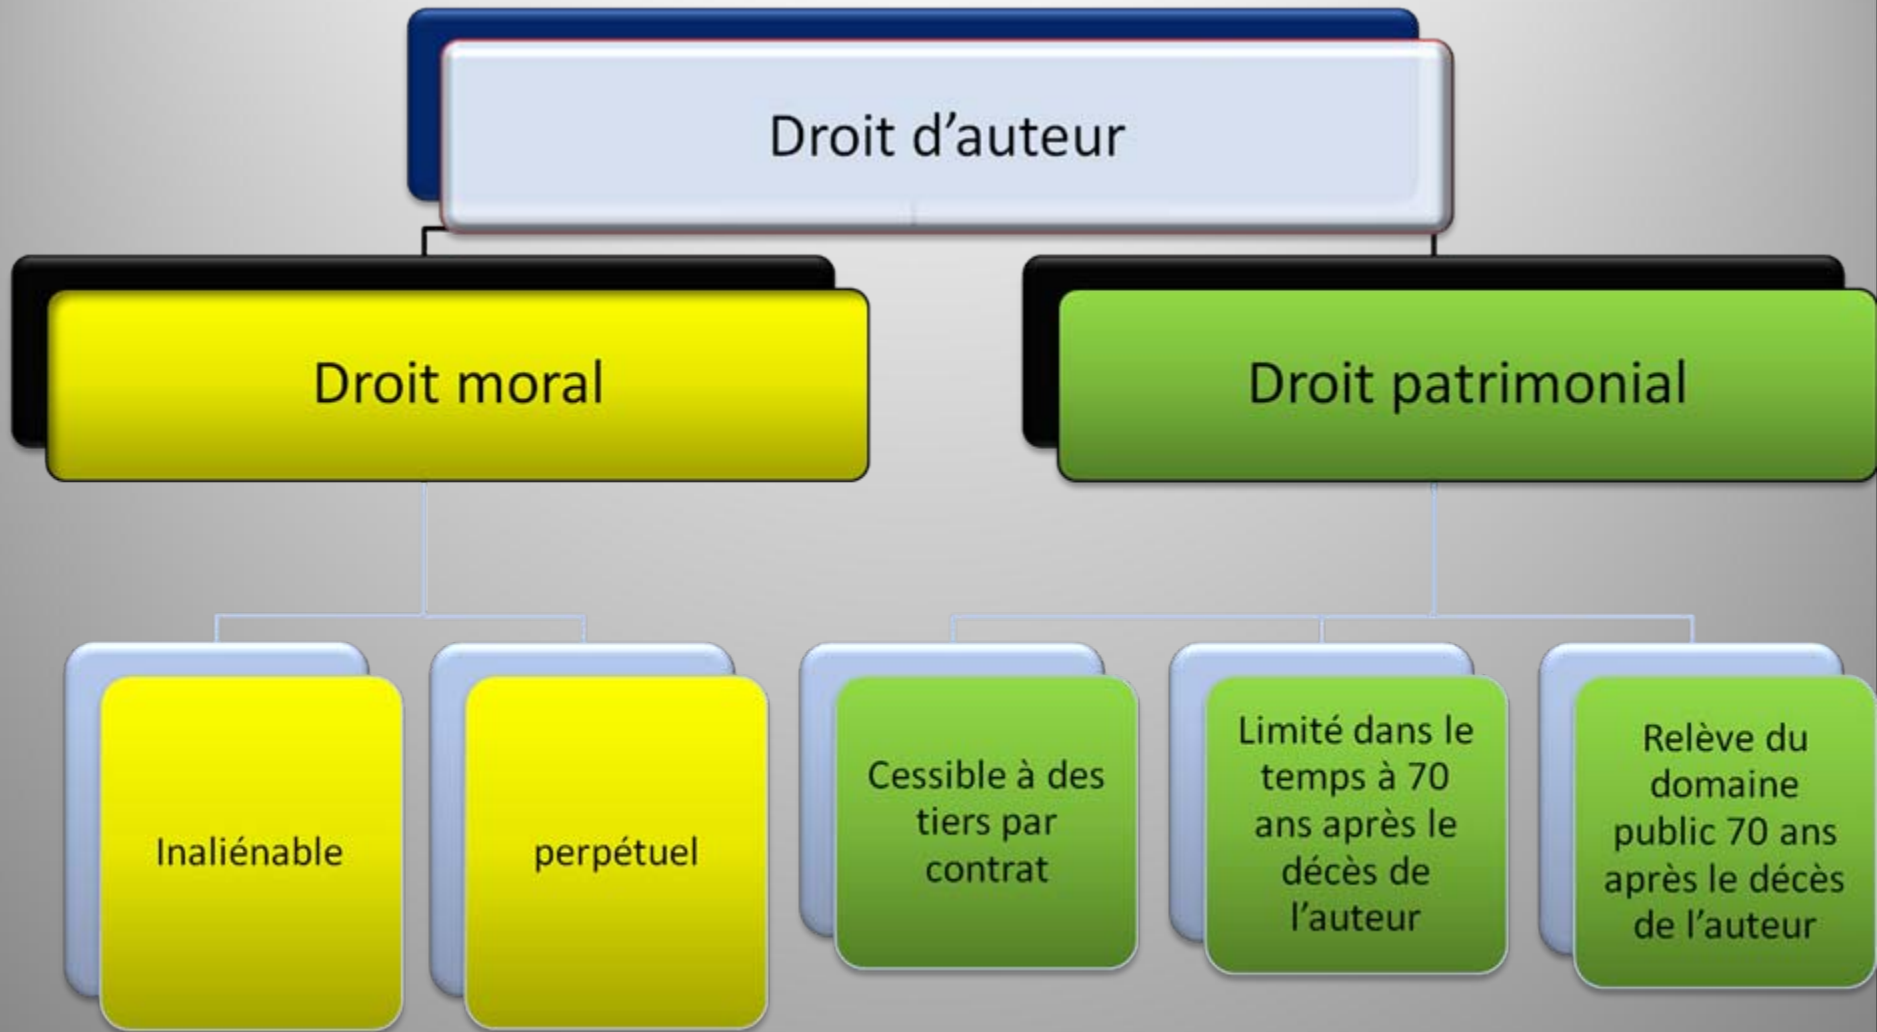 Droit d’auteur
Droit moral
Droit patrimonial
Inaliénable
perpétuel
Cessible à des
tiers par
contrat
Limité dans le
temps à 70
ans après le
décès de
l’auteur
Relève du
domaine
public 70 ans
après le décès
de l’auteur